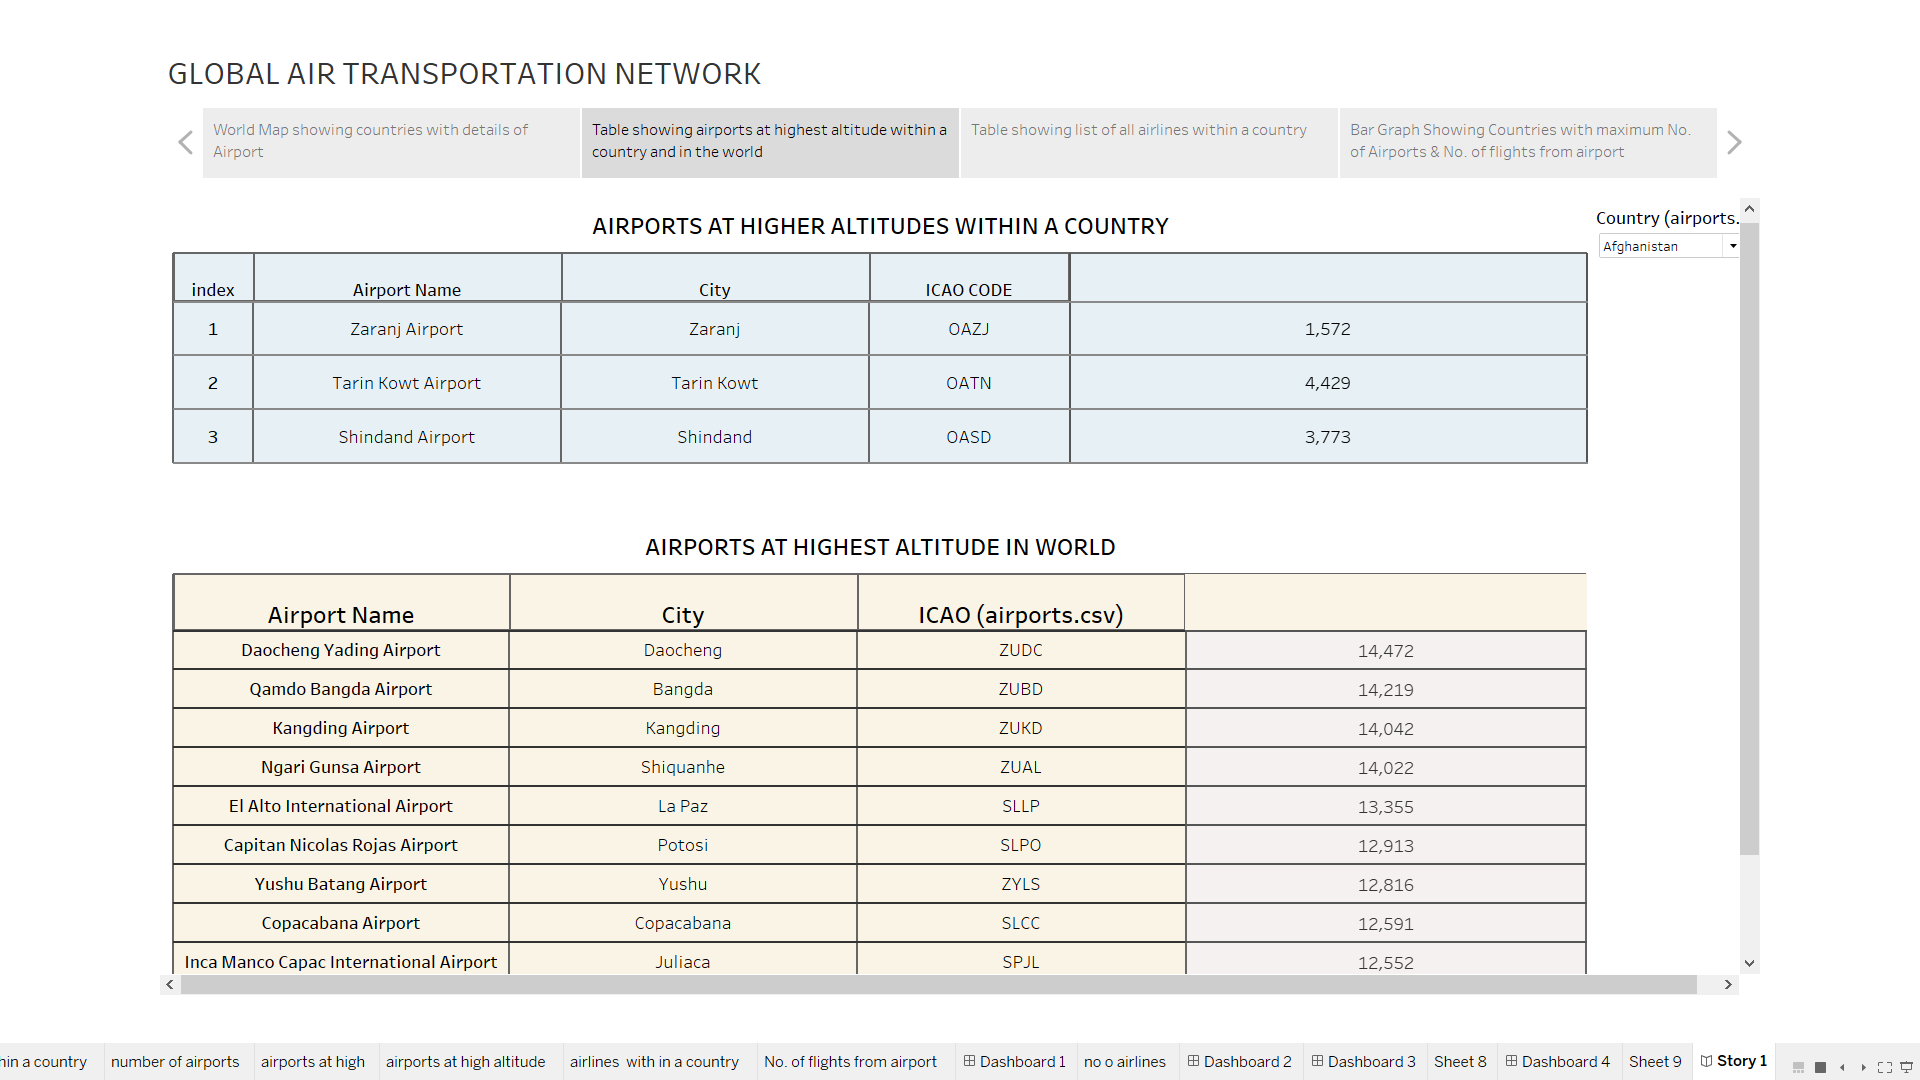 GLOBAL AIR TRANSPORTATION NETWORK
World Map showing countries with details of
Airport
Table showing airports at highest altitude within a
country and in the world
Table showing list of all airlines within a country
Bar Graph Showing Countries with maximum No.
of Airports & No. of flights from airport
AIRPORTS AT HIGHER ALTITUDES WITHIN A COUNTRY
Country (airports.
Afghanistan
index Airport Name City ICAO CODE
1 Zaranj Airport Zaranj OAZJ 1,572
2 Tarin Kowt Airport Tarin Kowt OATN 4,429
3 Shindand Airport Shindand OASD 3,773
AIRPORTS AT HIGHEST ALTITUDE IN WORLD
Airport Name City ICAO (airports.csv)
Daocheng Yading Airport Daocheng ZUDC 14,472
Qamdo Bangda Airport Bangda ZUBD 14,219
Kangding Airport Kangding ZUKD 14,042
Ngari Gunsa Airport Shiquanhe ZUAL 14,022
El Alto International Airport La Paz SLLP 13,355
Capitan Nicolas Rojas Airport Potosi SLPO 12,913
Yushu Batang Airport Yushu ZYLS 12,816
Copacabana Airport Copacabana SLCC 12,591
Inca Manco Capac International Airport Juliaca SPJL 12,552
hin a country number of airports airports at high airports at high altitude airlines with in a country No. of flights from airport Dashboard 1 no o airlines Dashboard 2 Dashboard 3 Sheet 8 Dashboard 4 Sheet 9 Story 1